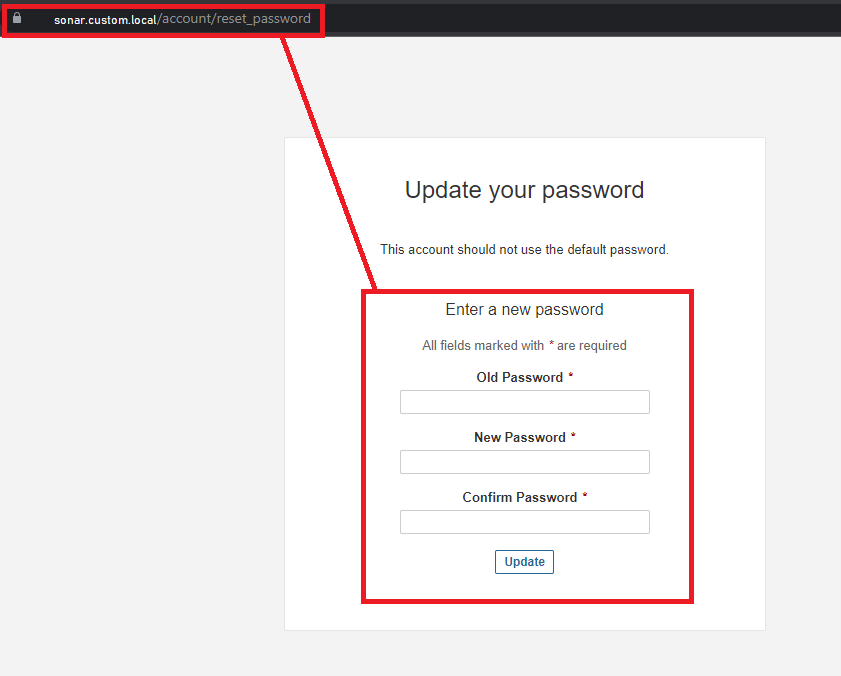 sonar.custom.local/account/reset_password
Update your password
This account should not use the default password.
Enter a new password
All fields marked with * are required
Old Password *
New Password *
Confirm Password *
Update